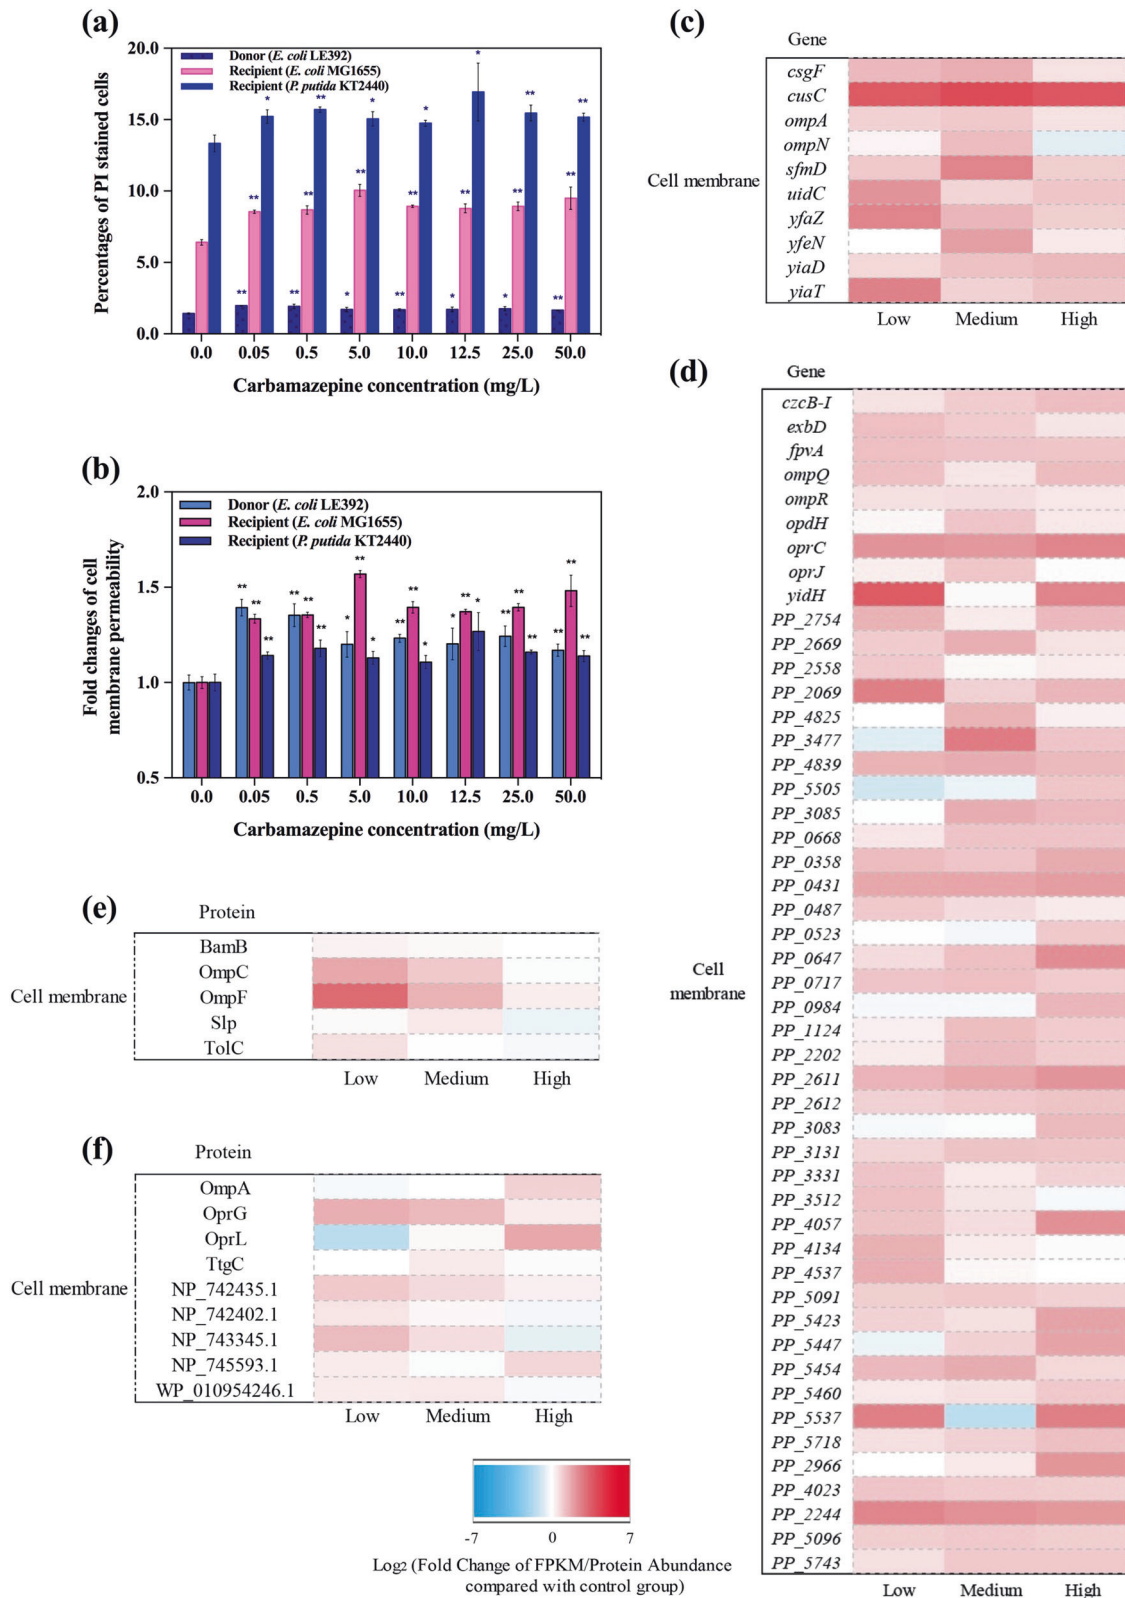 (a)
20.0
15.0
10.0
5.0
0.0
Percentages of PI stained cells
Donor (E. coli LE392)
Recipient (E. coli MG1655)
Recipient (P. putida KT2440)
** ** * ** * * **
** ** ** ** ** ** **
* ** * * * ** **
0.0 0.05 0.5 5.0 10.0 12.5 25.0 50.0
Carbamazepine concentration (mg/L)
(b)
2.0
1.5
1.0
0.5
Fold changes of cell
membrane permeability
Donor (E. coli LE392)
Recipient (E. coli MG1655)
Recipient (P. putida KT2440)
** ** * ** * ** **
** ** ** ** ** ** **
** ** * * * ** **
0.0 0.05 0.5 5.0 10.0 12.5 25.0 50.0
Carbamazepine concentration (mg/L)
(e)
Protein
Cell membrane
BamB
OmpC
OmpF
Slp
TolC
Low Medium High
(f)
Protein
Cell membrane
OmpA
OprG
OprL
TtgC
NP_742435.1
NP_742402.1
NP_743345.1
NP_745593.1
WP_010954246.1
Low Medium High
-7 0 7
Log2 (Fold Change of FPKM/Protein Abundance
compared with control group)
(c)
Gene
Cell membrane
csgF
cusC
ompA
ompN
sfmD
uidC
yfaZ
yfeN
yiaD
yiaT
Low Medium High
(d)
Gene
Cell
membrane
czcB-I
exbD
fpvA
ompQ
ompR
opdH
oprC
oprJ
yidH
PP_2754
PP_2669
PP_2558
PP_2069
PP_4825
PP_3477
PP_4839
PP_5505
PP_3085
PP_0668
PP_0358
PP_0431
PP_0487
PP_0523
PP_0647
PP_0717
PP_0984
PP_1124
PP_2202
PP_2611
PP_2612
PP_3083
PP_3131
PP_3331
PP_3512
PP_4057
PP_4134
PP_4537
PP_5091
PP_5423
PP_5447
PP_5454
PP_5460
PP_5537
PP_5718
PP_2966
PP_4023
PP_2244
PP_5096
PP_5743
Low Medium High